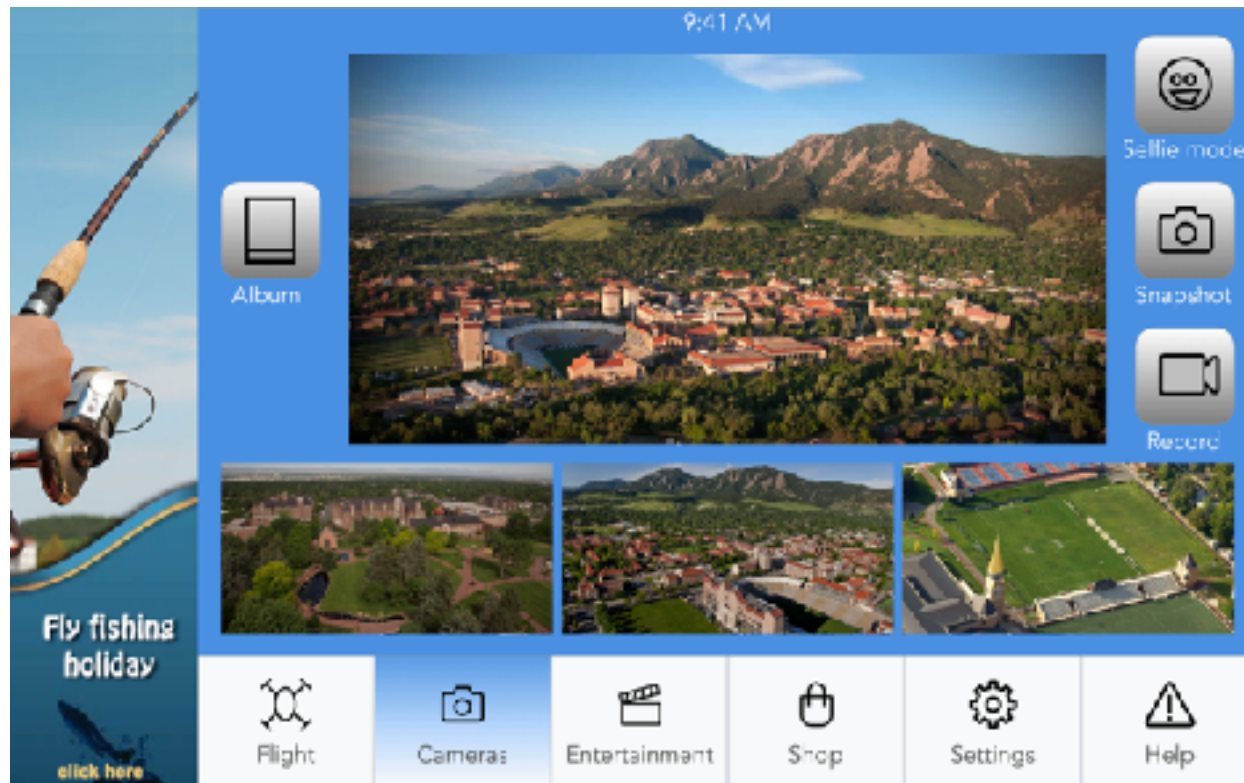 9:41 AM
Selfie mode
Album
Snapshot
Record
Fly fishing
holiday
click here
Flight
Cameras
Entertainment
Shop
Settings
Help